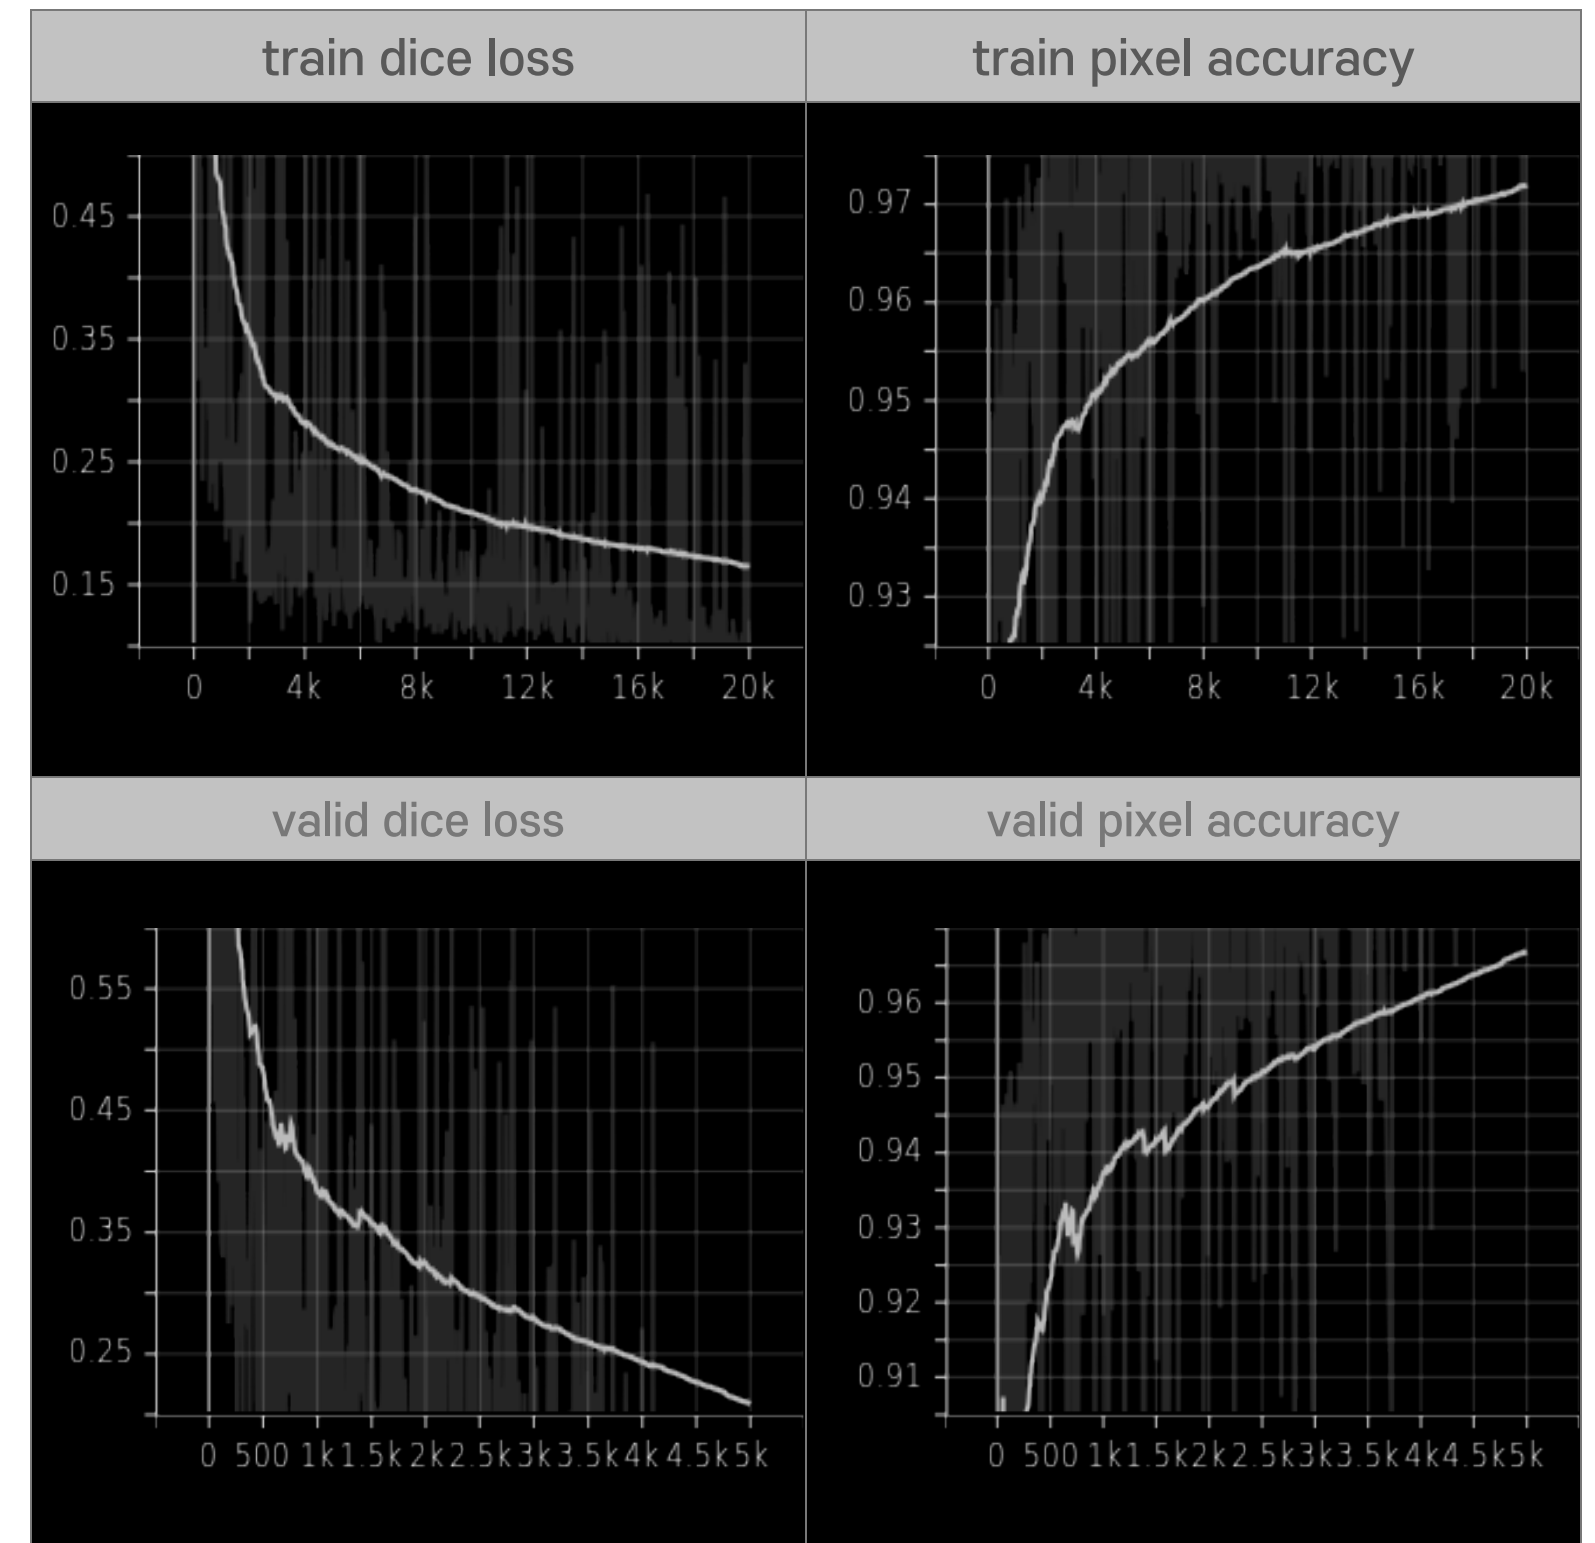 train dice loss
train pixel accuracy
0.45
0.35
0.25
0.15
0 4k 8k 12k 16k 20k
0.97
0.96
0.95
0.94
0.93
0 4k 8k 12k 16k 20k
valid dice loss
valid pixel accuracy
0.55
0.45
0.35
0.25
0 500 1k 1.5k 2k 2.5k 3k 3.5k 4k 4.5k 5k
0.96
0.95
0.94
0.93
0.92
0.91
0 500 1k 1.5k 2k 2.5k 3k 3.5k 4k 4.5k 5k